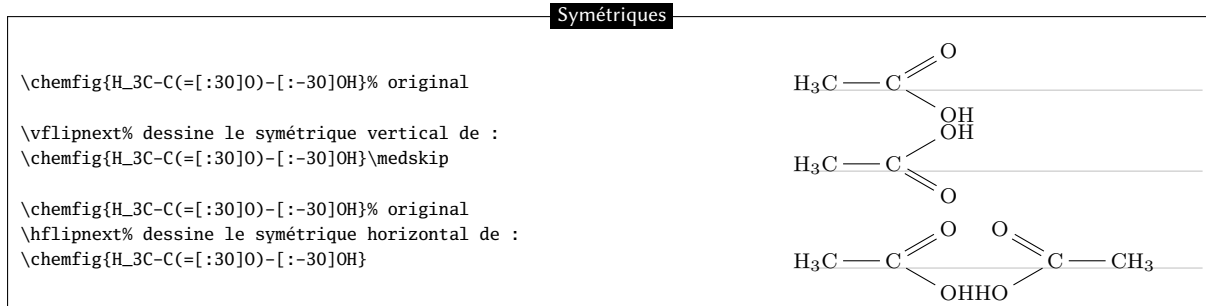 Symétriques
\chemfig{H_3C-C(=[:30]O)-[:-30]OH}% original
\vflipnext% dessine le symétrique vertical de :
\chemfig{H_3C-C(=[:30]O)-[:-30]OH}\medskip
\chemfig{H_3C-C(=[:30]O)-[:-30]OH}% original
\hflipnext% dessine le symétrique horizontal de :
\chemfig{H_3C-C(=[:30]O)-[:-30]OH}
O
H₃C C
OH
OH
H₃C C
O
O O
H₃C C C CH₃
OHHO